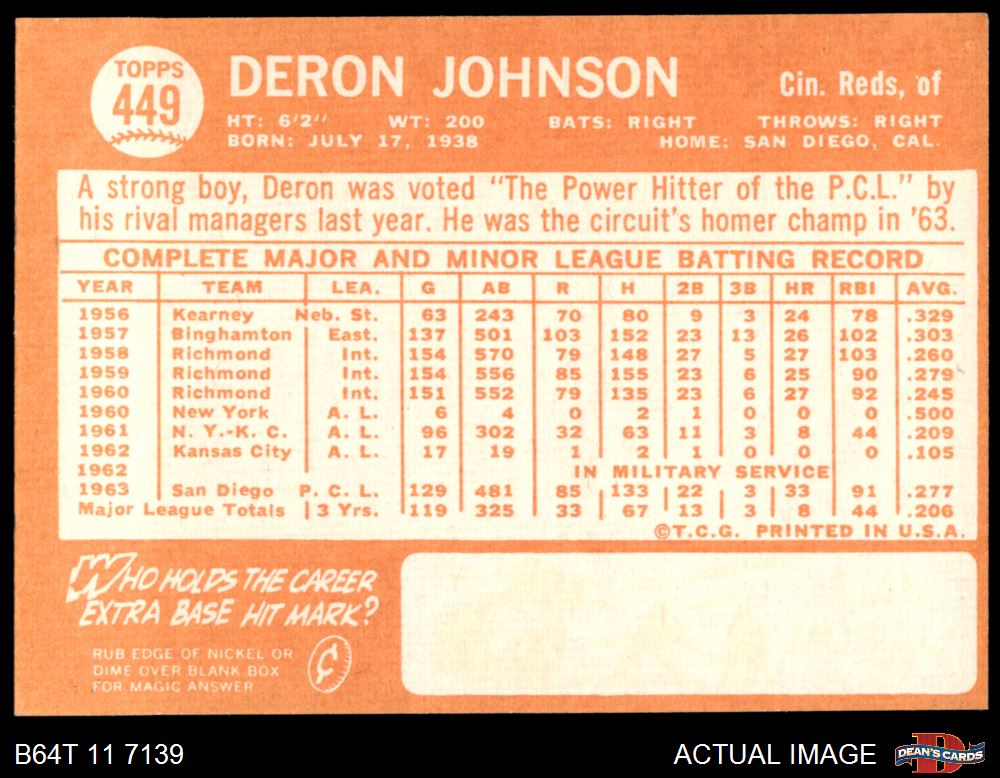 TOPPS
449
DERON JOHNSON
Cin. Reds, of
HT: 6'2" WT: 200 BATS: RIGHT THROWS: RIGHT
BORN: JULY 17, 1938 HOME: SAN DIEGO, CAL.
A strong boy, Deron was voted "The Power Hitter of the P.C.L." by
his rival managers last year. He was the circuit's homer champ in '63.
COMPLETE MAJOR AND MINOR LEAGUE BATTING RECORD
YEAR TEAM LEA. G AB R H 2B 3B HR RBI AVG.
1956 Kearney Neb. St. 63 243 70 80 9 3 24 78 .329
1957 Binghamton East. 137 501 103 152 23 13 26 102 .303
1958 Richmond Int. 154 570 79 148 27 5 27 103 .260
1959 Richmond Int. 154 556 85 155 23 6 25 90 .279
1960 Richmond Int. 151 552 79 135 23 6 27 92 .245
1960 New York A. L. 6 4 0 2 1 0 0 0 .500
1961 N. Y.-K. C. A. L. 96 302 32 63 11 3 8 44 .209
1962 Kansas City A. L. 17 19 1 2 1 0 0 0 .105
1962 IN MILITARY SERVICE
1963 San Diego P. C. L. 129 481 85 133 22 3 33 91 .277
Major League Totals 3 Yrs. 119 325 33 67 13 3 8 44 .206
©T.C.G. PRINTED IN U.S.A.
WHO HOLDS THE CAREER
EXTRA BASE HIT MARK?
RUB EDGE OF NICKEL OR
DIME OVER BLANK BOX
FOR MAGIC ANSWER
¢
B64T 11 7139
ACTUAL IMAGE
DEAN'S CARDS